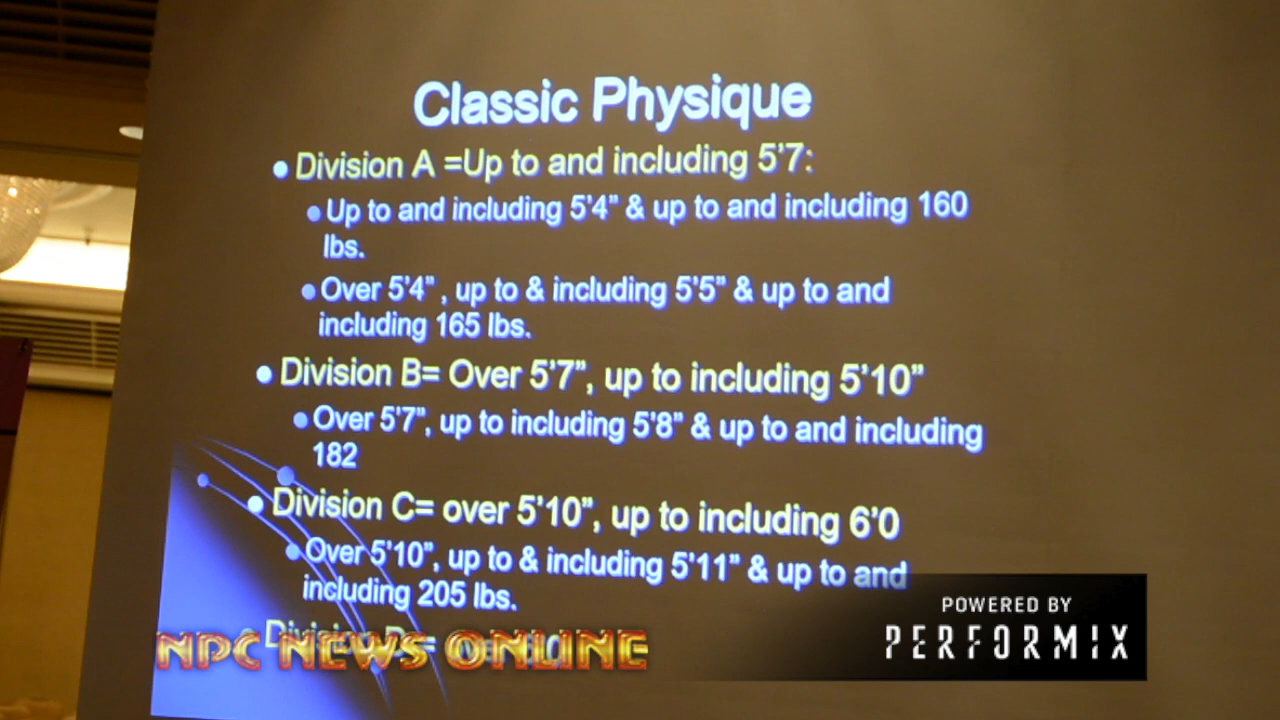 Classic Physique
Division A =Up to and including 5'7:
Up to and including 5'4" & up to and including 160
lbs.
Over 5'4" , up to & including 5'5" & up to and
including 165 lbs.
Division B= Over 5'7", up to including 5'10"
Over 5'7", up to including 5'8" & up to and including
182
Division C= over 5'10", up to including 6'0
Over 5'10", up to & including 5'11" & up to and
including 205 lbs.
Division D=
NPC NEWS ONLINE
POWERED BY
PERFORMIX